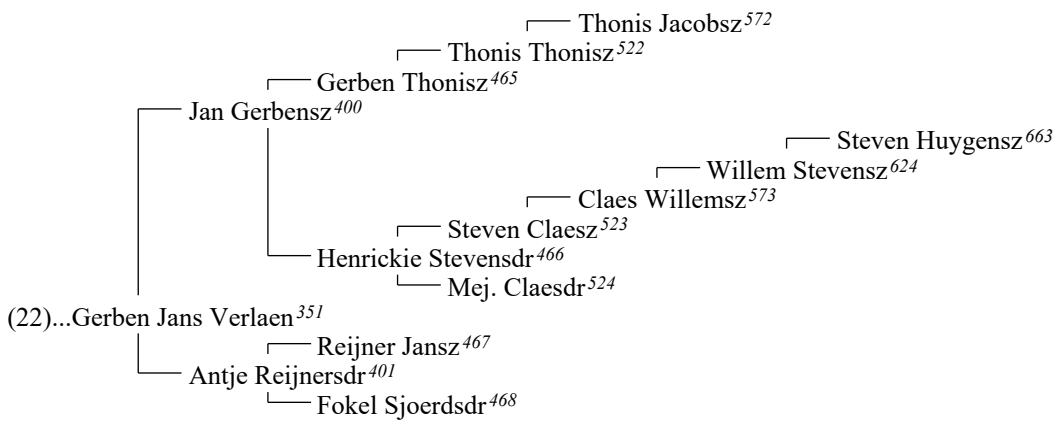 Thonis Jacobsz572
Thonis Thonisz522
Gerben Thonisz465
Jan Gerbensz400
Steven Huygensz663
Willem Stevensz624
Claes Willemsz573
Steven Claesz523
Henrickie Stevensdr466
Mej. Claesdr524
(22)...Gerben Jans Verlaen351
Reijner Jansz467
Antje Reijnersdr401
Fokel Sjoerdsdr468